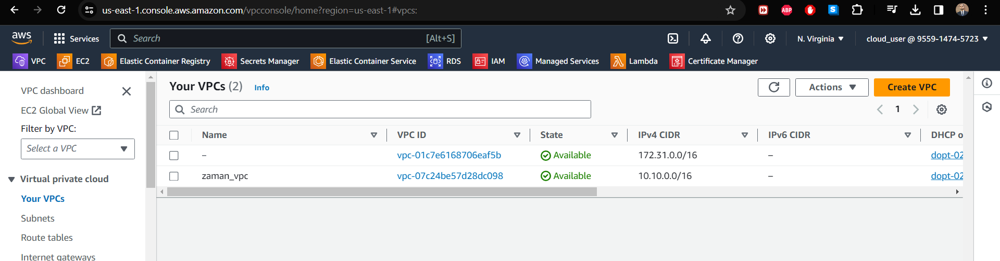 us-east-1.console.aws.amazon.com/vpcconsole/home?region=us-east-1#vpcs:
ABP
S
aws
Services
Search
[Alt+S]
N. Virginia
cloud_user @ 9559-1474-5723
VPC
EC2
Elastic Container Registry
Secrets Manager
Elastic Container Service
RDS
IAM
Managed Services
Lambda
Certificate Manager
VPC dashboard
EC2 Global View
Filter by VPC:
Select a VPC
Virtual private cloud
Your VPCs
Subnets
Route tables
Internet gateways
Your VPCs (2) Info
Actions
Create VPC
Search
1
Name VPC ID State IPv4 CIDR IPv6 CIDR DHCP o
– vpc-01c7e6168706eaf5b Available 172.31.0.0/16 – dopt-02
zaman_vpc vpc-07c24be57d28dc098 Available 10.10.0.0/16 – dopt-02